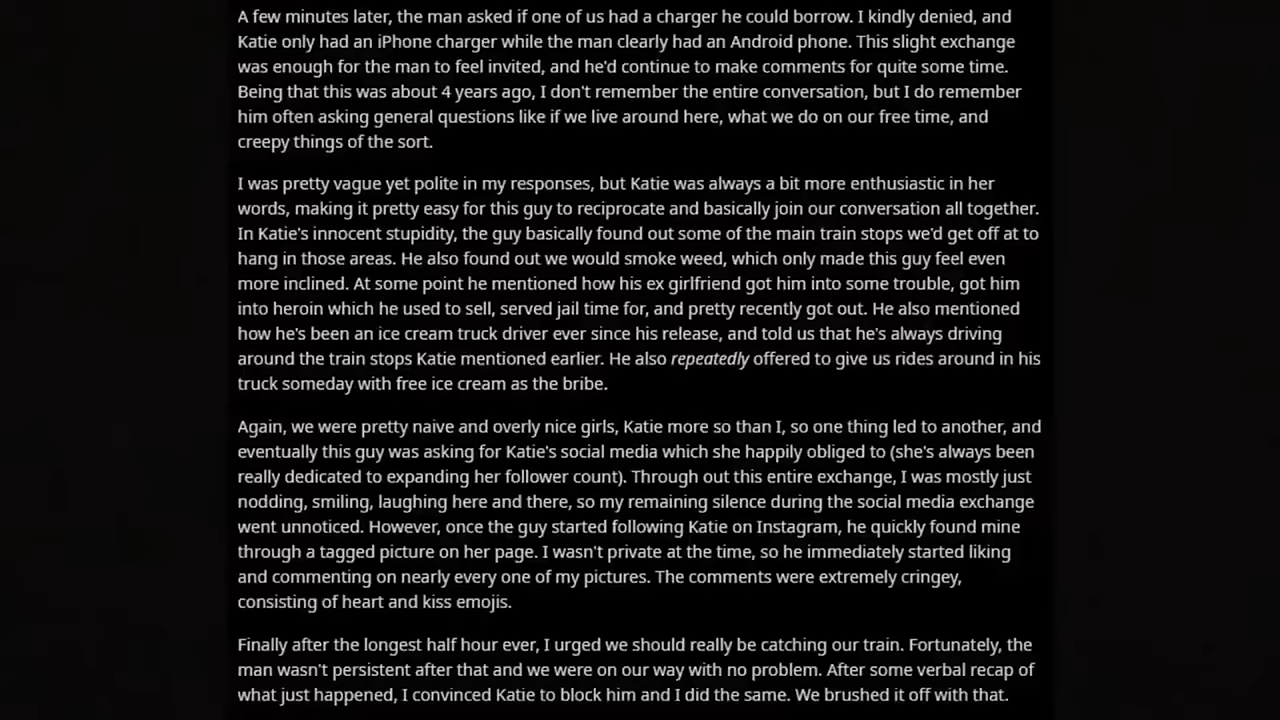 A few minutes later, the man asked if one of us had a charger he could borrow. I kindly denied, and
Katie only had an iPhone charger while the man clearly had an Android phone. This slight exchange
was enough for the man to feel invited, and he'd continue to make comments for quite some time.
Being that this was about 4 years ago, I don't remember the entire conversation, but I do remember
him often asking general questions like if we live around here, what we do on our free time, and
creepy things of the sort.
I was pretty vague yet polite in my responses, but Katie was always a bit more enthusiastic in her
words, making it pretty easy for this guy to reciprocate and basically join our conversation all together.
In Katie's innocent stupidity, the guy basically found out some of the main train stops we'd get off at to
hang in those areas. He also found out we would smoke weed, which only made this guy feel even
more inclined. At some point he mentioned how his ex girlfriend got him into some trouble, got him
into heroin which he used to sell, served jail time for, and pretty recently got out. He also mentioned
how he's been an ice cream truck driver ever since his release, and told us that he's always driving
around the train stops Katie mentioned earlier. He also repeatedly offered to give us rides around in his
truck someday with free ice cream as the bribe.
Again, we were pretty naive and overly nice girls, Katie more so than I, so one thing led to another, and
eventually this guy was asking for Katie's social media which she happily obliged to (she's always been
really dedicated to expanding her follower count). Through out this entire exchange, I was mostly just
nodding, smiling, laughing here and there, so my remaining silence during the social media exchange
went unnoticed. However, once the guy started following Katie on Instagram, he quickly found mine
through a tagged picture on her page. I wasn't private at the time, so he immediately started liking
and commenting on nearly every one of my pictures. The comments were extremely cringey,
consisting of heart and kiss emojis.
Finally after the longest half hour ever, I urged we should really be catching our train. Fortunately, the
man wasn't persistent after that and we were on our way with no problem. After some verbal recap of
what just happened, I convinced Katie to block him and I did the same. We brushed it off with that.